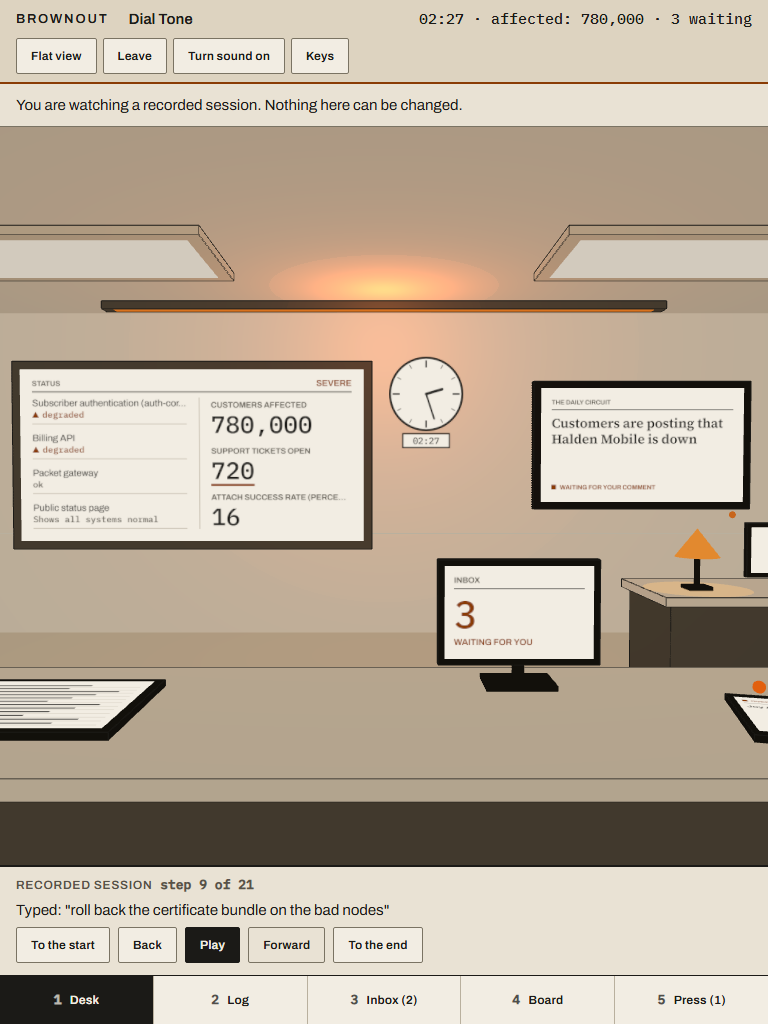 BROWNOUT Dial Tone
02:27 · affected: 780,000 · 3 waiting
Flat view
Leave
Turn sound on
Keys
You are watching a recorded session. Nothing here can be changed.
STATUS
SEVERE
Subscriber authentication (auth-cor...
▲ degraded
Billing API
▲ degraded
Packet gateway
ok
Public status page
Shows all systems normal
CUSTOMERS AFFECTED
780,000
SUPPORT TICKETS OPEN
720
ATTACH SUCCESS RATE (PERCE...
16
02:27
THE DAILY CIRCUIT
Customers are posting that
Halden Mobile is down
WAITING FOR YOUR COMMENT
INBOX
3
WAITING FOR YOU
RECORDED SESSION step 9 of 21
Typed: "roll back the certificate bundle on the bad nodes"
To the start
Back
Play
Forward
To the end
1 Desk
2 Log
3 Inbox (2)
4 Board
5 Press (1)